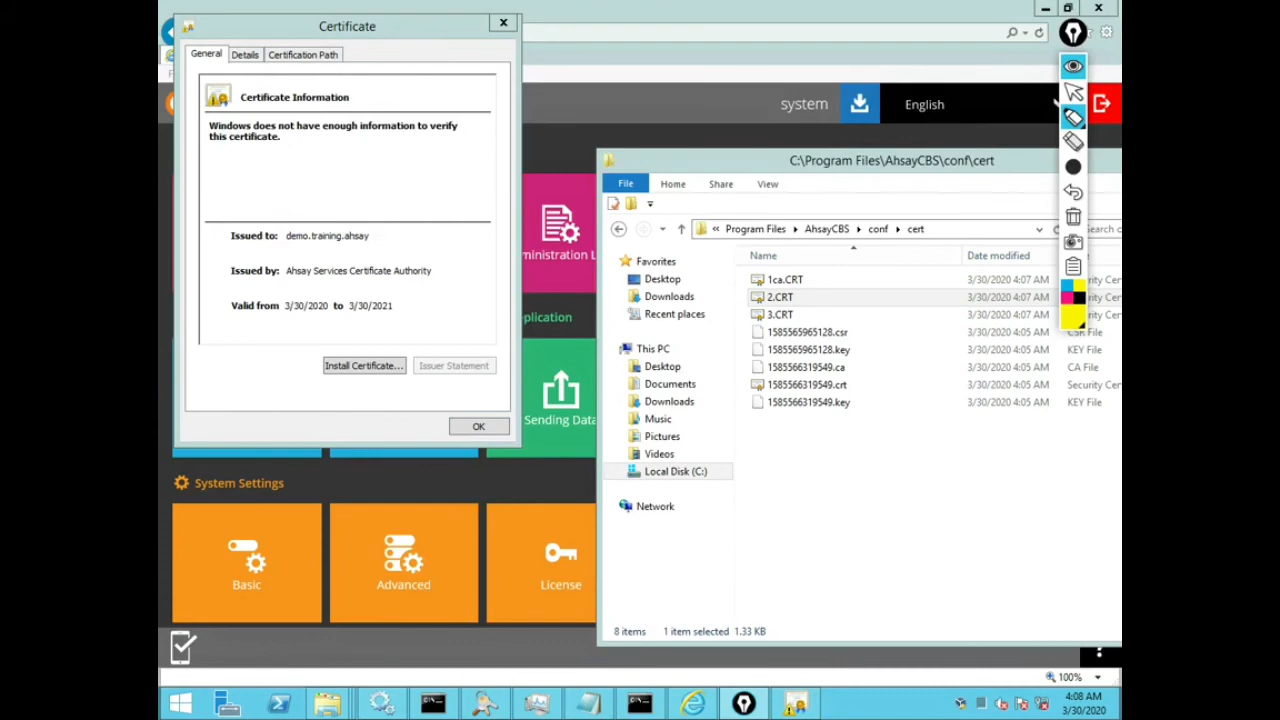 Certificate
General
Details
Certification Path
Certificate Information
Windows does not have enough information to verify
this certificate.
Issued to: demo.training.ahsay
Issued by: Ahsay Services Certificate Authority
Valid from 3/30/2020 to 3/30/2021
Install Certificate...
Issuer Statement
OK
system
English
Sending Data
System Settings
Basic
Advanced
License
C:\Program Files\AhsayCBS\conf\cert
File
Home
Share
View
Program Files
AhsayCBS
conf
cert
Favorites
Desktop
Downloads
Recent places
This PC
Desktop
Documents
Downloads
Music
Pictures
Videos
Local Disk (C:)
Network
Name
Date modified
1ca.CRT 3/30/2020 4:07 AM
2.CRT 3/30/2020 4:07 AM
3.CRT 3/30/2020 4:07 AM
1585565965128.csr 3/30/2020 4:05 AM CSR File
1585565965128.key 3/30/2020 4:05 AM KEY File
1585566319549.ca 3/30/2020 4:05 AM CA File
1585566319549.crt 3/30/2020 4:05 AM Security Cer
1585566319549.key 3/30/2020 4:05 AM KEY File
8 items 1 item selected 1.33 KB
100%
4:08 AM
3/30/2020